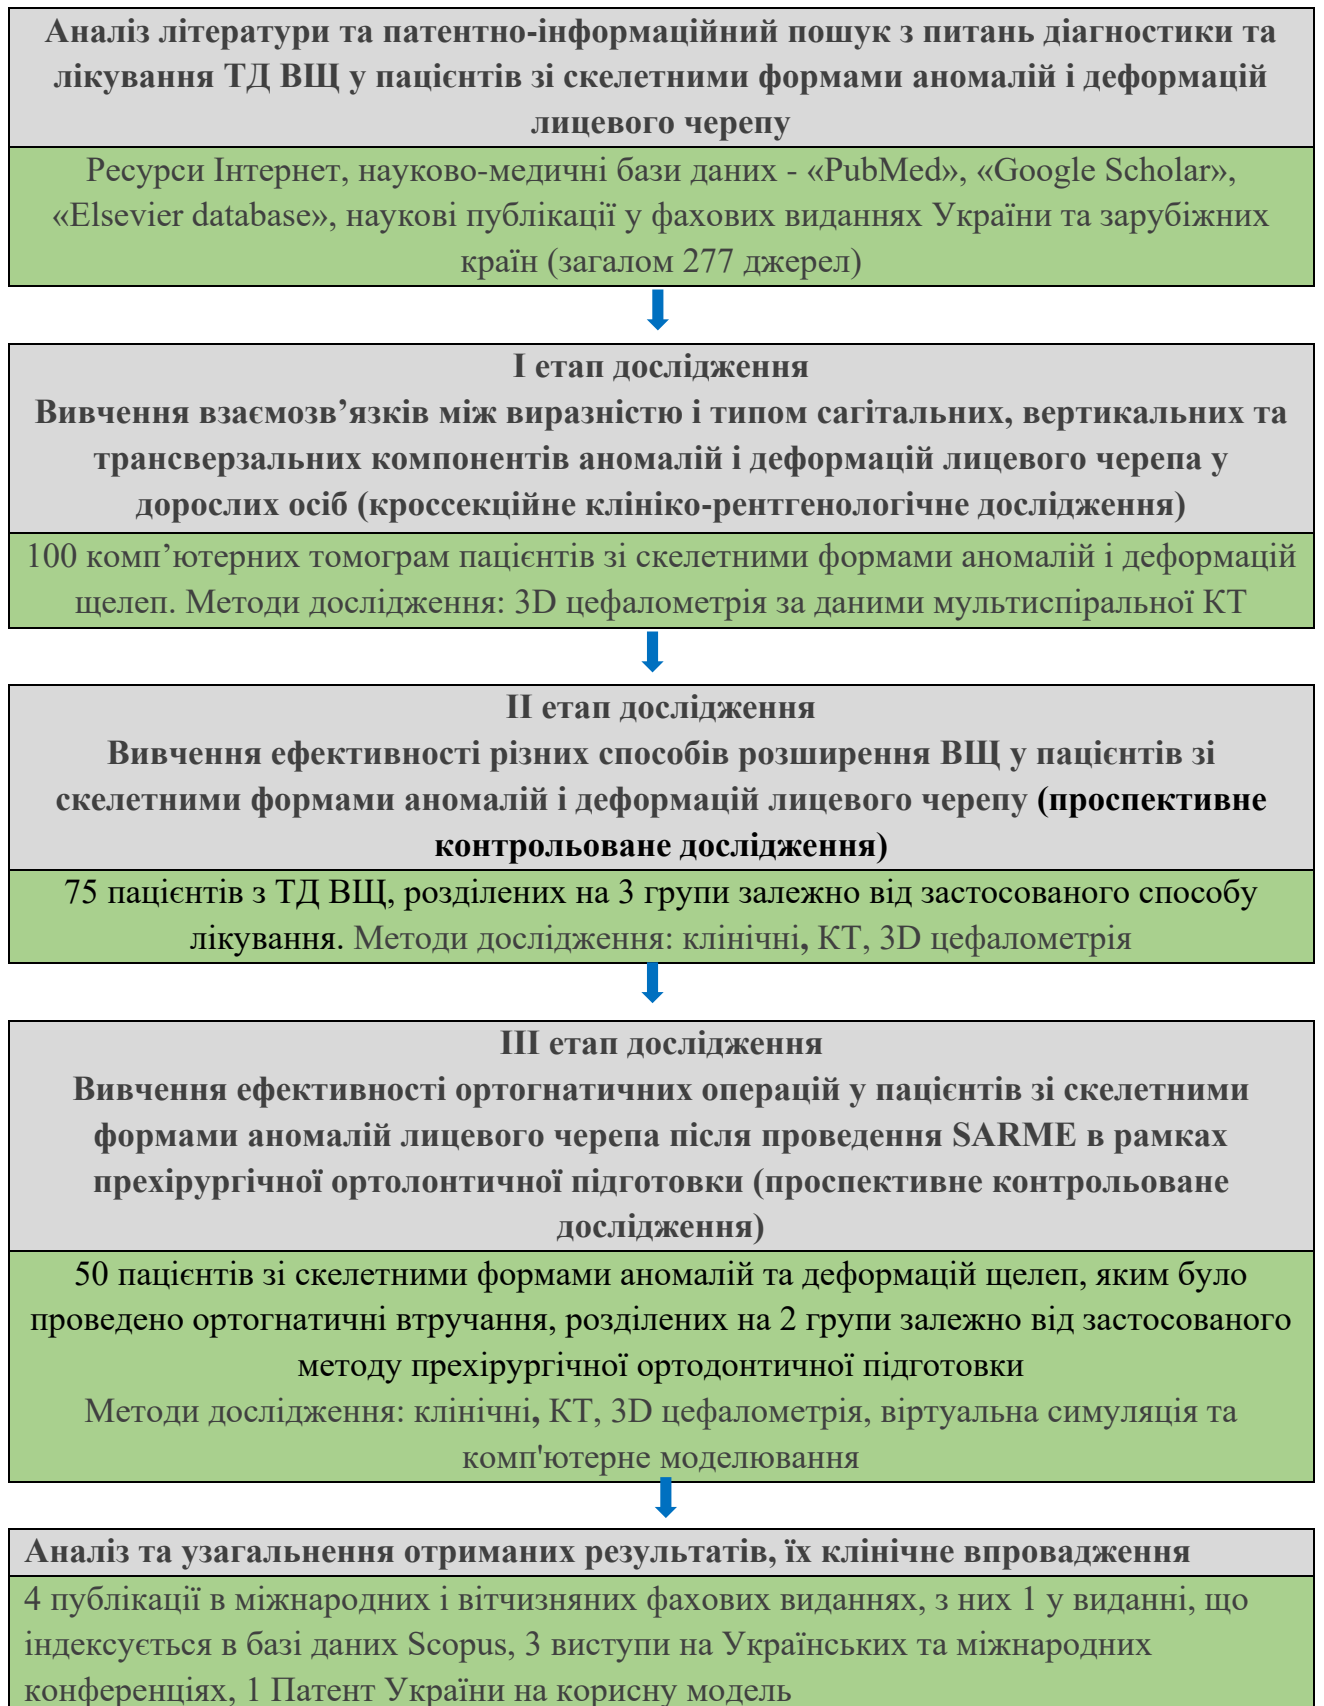 Аналіз літератури та патентно-інформаційний пошук з питань діагностики та
лікування ТД ВЩ у пацієнтів зі скелетними формами аномалій і деформацій
лицевого черепу
Ресурси Інтернет, науково-медичні бази даних - «PubMed», «Google Scholar»,
«Elsevier database», наукові публікації у фахових виданнях України та зарубіжних
країн (загалом 277 джерел)
І етап дослідження
Вивчення взаємозв’язків між виразністю і типом сагітальних, вертикальних та
трансверзальних компонентів аномалій і деформацій лицевого черепа у
дорослих осіб (кроссекційне клініко-рентгенологічне дослідження)
100 комп’ютерних томограм пацієнтів зі скелетними формами аномалій і деформацій
щелеп. Методи дослідження: 3D цефалометрія за даними мультиспіральної КТ
ІІ етап дослідження
Вивчення ефективності різних способів розширення ВЩ у пацієнтів зі
скелетними формами аномалій і деформацій лицевого черепу (проспективне
контрольоване дослідження)
75 пацієнтів з ТД ВЩ, розділених на 3 групи залежно від застосованого способу
лікування. Методи дослідження: клінічні, КТ, 3D цефалометрія
ІІІ етап дослідження
Вивчення ефективності ортогнатичних операцій у пацієнтів зі скелетними
формами аномалій лицевого черепа після проведення SARME в рамках
прехірургічної ортолонтичної підготовки (проспективне контрольоване
дослідження)
50 пацієнтів зі скелетними формами аномалій та деформацій щелеп, яким було
проведено ортогнатичні втручання, розділених на 2 групи залежно від застосованого
методу прехірургічної ортодонтичної підготовки
Методи дослідження: клінічні, КТ, 3D цефалометрія, віртуальна симуляція та
комп'ютерне моделювання
Аналіз та узагальнення отриманих результатів, їх клінічне впровадження
4 публікації в міжнародних і вітчизняних фахових виданнях, з них 1 у виданні, що
індексується в базі даних Scopus, 3 виступи на Українських та міжнародних
конференціях, 1 Патент України на корисну модель